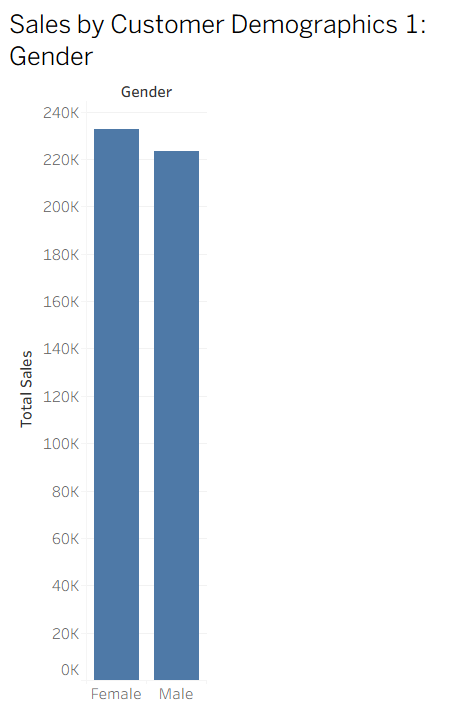 Sales by Customer Demographics 1:
Gender
Gender
240K
220K
200K
180K
160K
140K
120K
100K
80K
60K
40K
20K
0K
Total Sales
Female Male